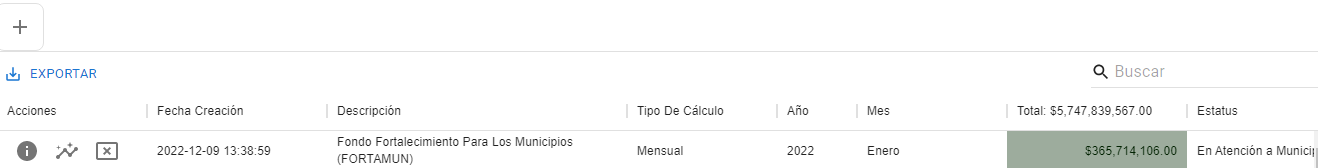 EXPORTAR
Buscar
Acciones Fecha Creación Descripción Tipo De Cálculo Año Mes Total: $5,747,839,567.00 Estatus
2022-12-09 13:38:59 Fondo Fortalecimiento Para Los Municipios Mensual 2022 Enero $365,714,106.00 En Atención a Municip
(FORTAMUN)